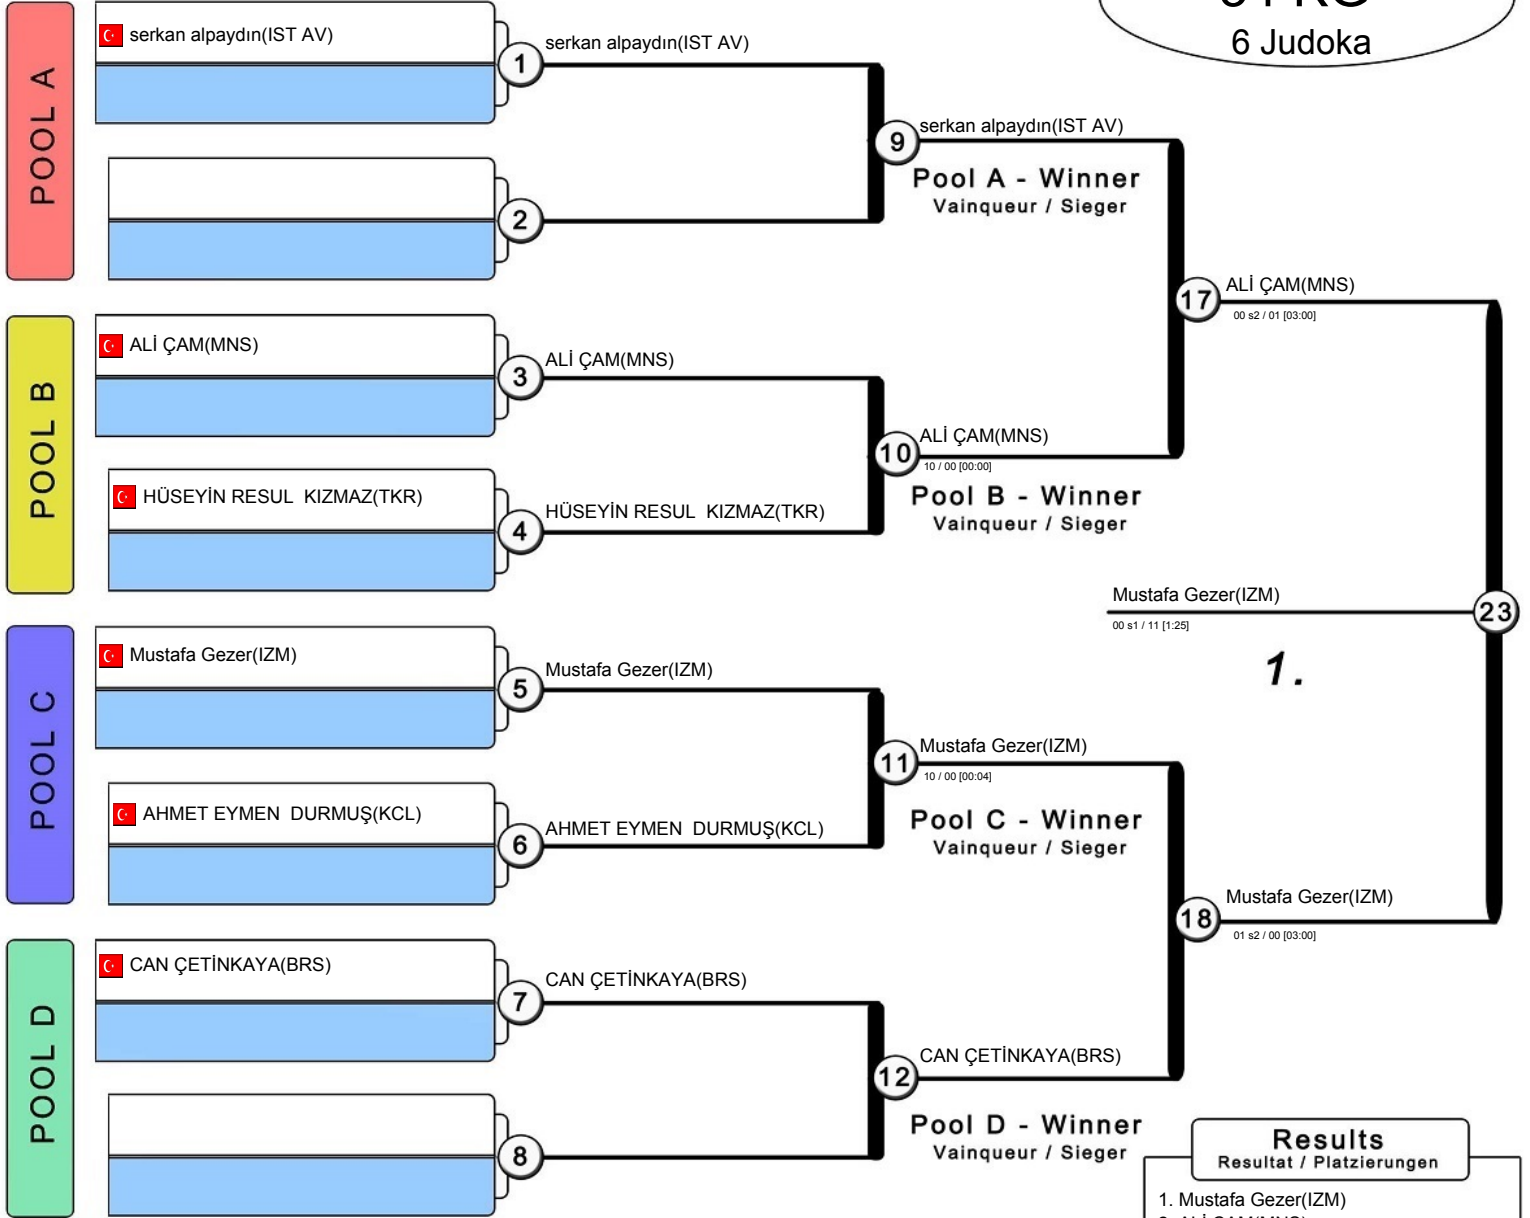 6 Judoka
POOL A
serkan alpaydın(IST AV)
1
serkan alpaydın(IST AV)
2
9
serkan alpaydın(IST AV)
Pool A - Winner
Vainqueur / Sieger
POOL B
ALİ ÇAM(MNS)
3
ALİ ÇAM(MNS)
HÜSEYİN RESUL  KIZMAZ(TKR)
4
HÜSEYİN RESUL  KIZMAZ(TKR)
10
ALİ ÇAM(MNS)
10 / 00 [00:00]
Pool B - Winner
Vainqueur / Sieger
17
ALİ ÇAM(MNS)
00 s2 / 01 [03:00]
POOL C
Mustafa Gezer(IZM)
5
Mustafa Gezer(IZM)
AHMET EYMEN  DURMUŞ(KCL)
6
AHMET EYMEN  DURMUŞ(KCL)
11
Mustafa Gezer(IZM)
10 / 00 [00:04]
Pool C - Winner
Vainqueur / Sieger
POOL D
CAN ÇETİNKAYA(BRS)
7
CAN ÇETİNKAYA(BRS)
8
12
CAN ÇETİNKAYA(BRS)
Pool D - Winner
Vainqueur / Sieger
18
Mustafa Gezer(IZM)
01 s2 / 00 [03:00]
Mustafa Gezer(IZM)
00 s1 / 11 [1:25]
23
1.
Results
Resultat / Platzierungen
1. Mustafa Gezer(IZM)
2. ALİ ÇAM(MNS)